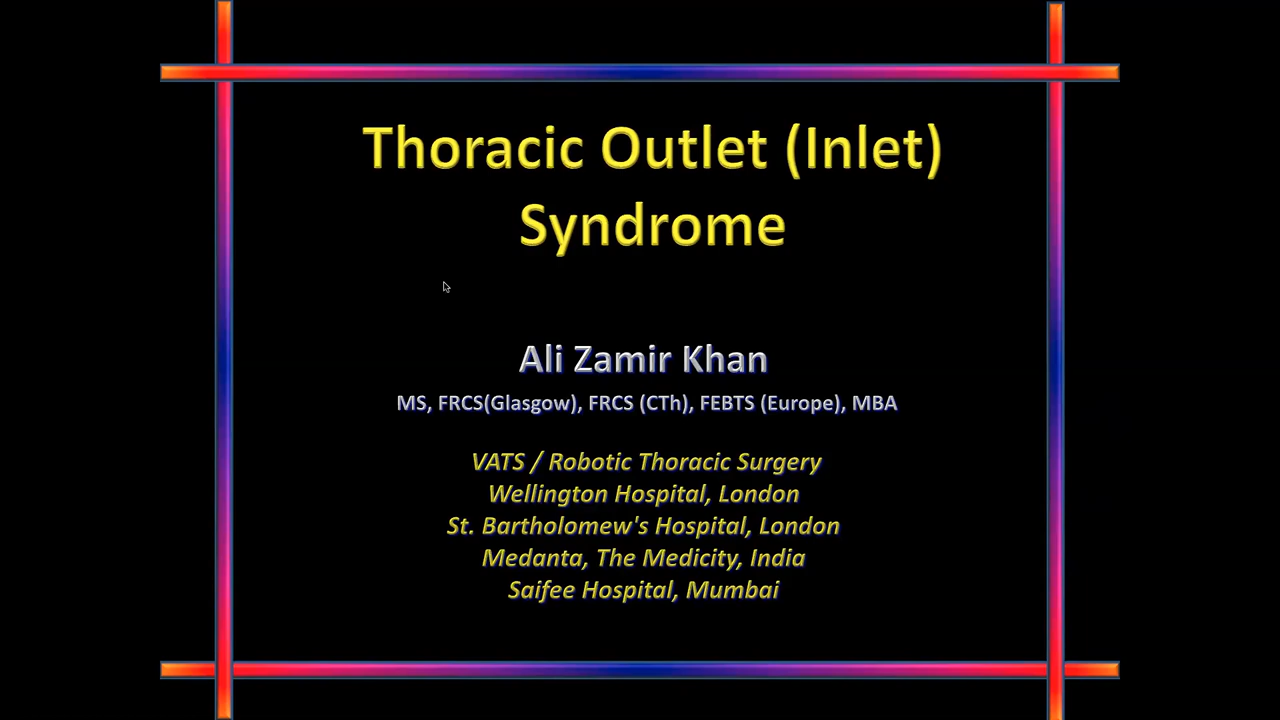 Thoracic Outlet (Inlet)
Syndrome
Ali Zamir Khan
MS, FRCS(Glasgow), FRCS (CTh), FEBTS (Europe), MBA
VATS / Robotic Thoracic Surgery
Wellington Hospital, London
St. Bartholomew's Hospital, London
Medanta, The Medicity, India
Saifee Hospital, Mumbai